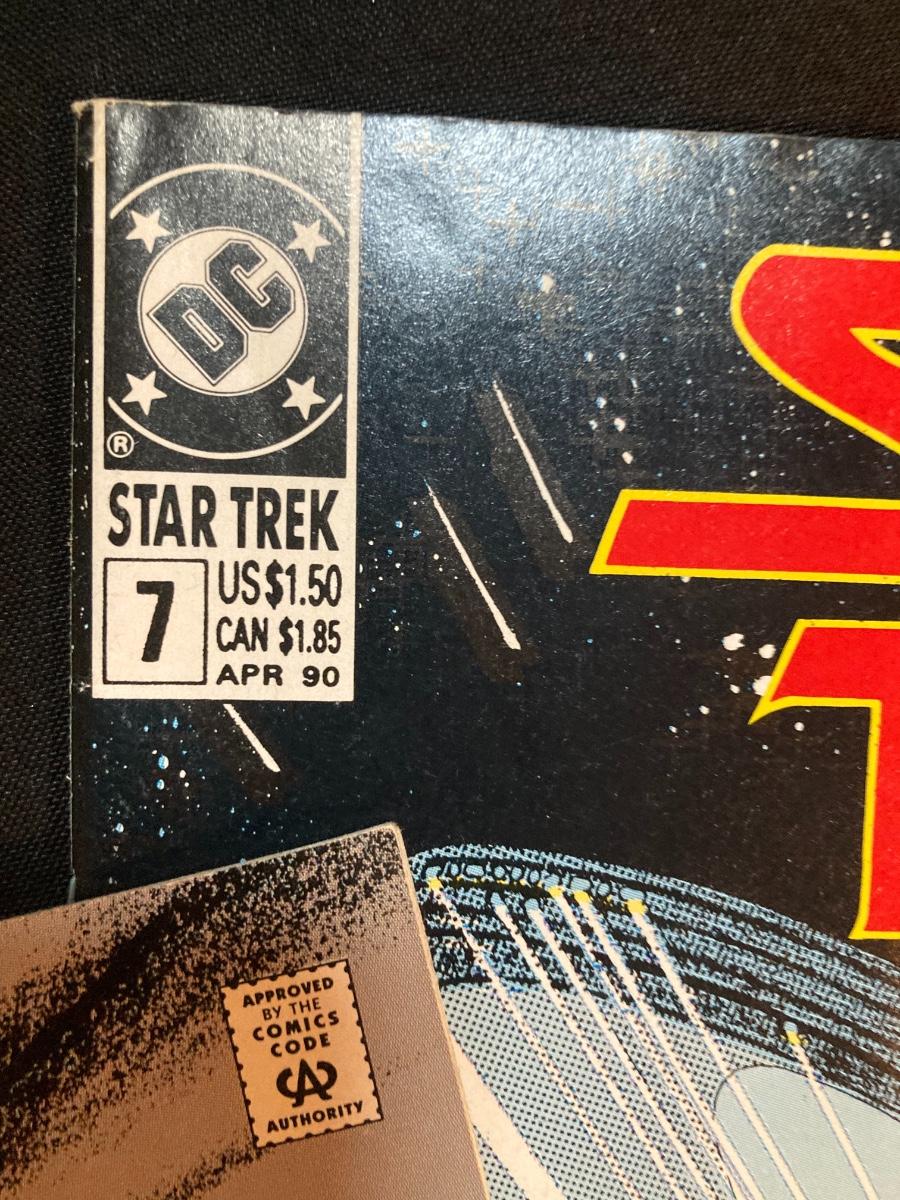 DC
®
STAR TREK
7
US $1.50
CAN $1.85
APR 90
S
T
APPROVED
BY THE
COMICS
CODE
CA
AUTHORITY